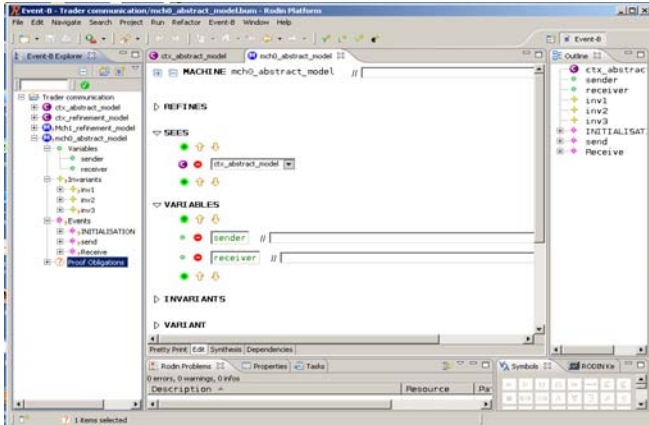 Event-B - Trader communication/mch0_abstract_model.bum - Rodin Platform
File Edit Navigate Search Project Run Refactor Event-B Window Help
Event-B
Event-B Explorer
Trader communication
ctx_abstract_model
ctx_refinement_model
Mch1_refinement_model
mch0_abstract_model
Variables
sender
receiver
Invariants
inv1
inv2
inv3
Events
INITIALISATION
send
Receive
Proof Obligations
ctx_abstract_model
mch0_abstract_model
MACHINE mch0_abstract_model //
REFINES
SEES
ctx_abstract_model
VARIABLES
sender //
receiver //
INVARIANTS
VARIANT
Pretty Print Edit Synthesis Dependencies
Rodin Problems Properties Tasks
0 errors, 0 warnings, 0 infos
Description Resource Pa
Outline
ctx_abstrac
sender
receiver
inv1
inv2
inv3
INITIALISAT
send
Receive
Symbols RODIN Ke
1 items selected